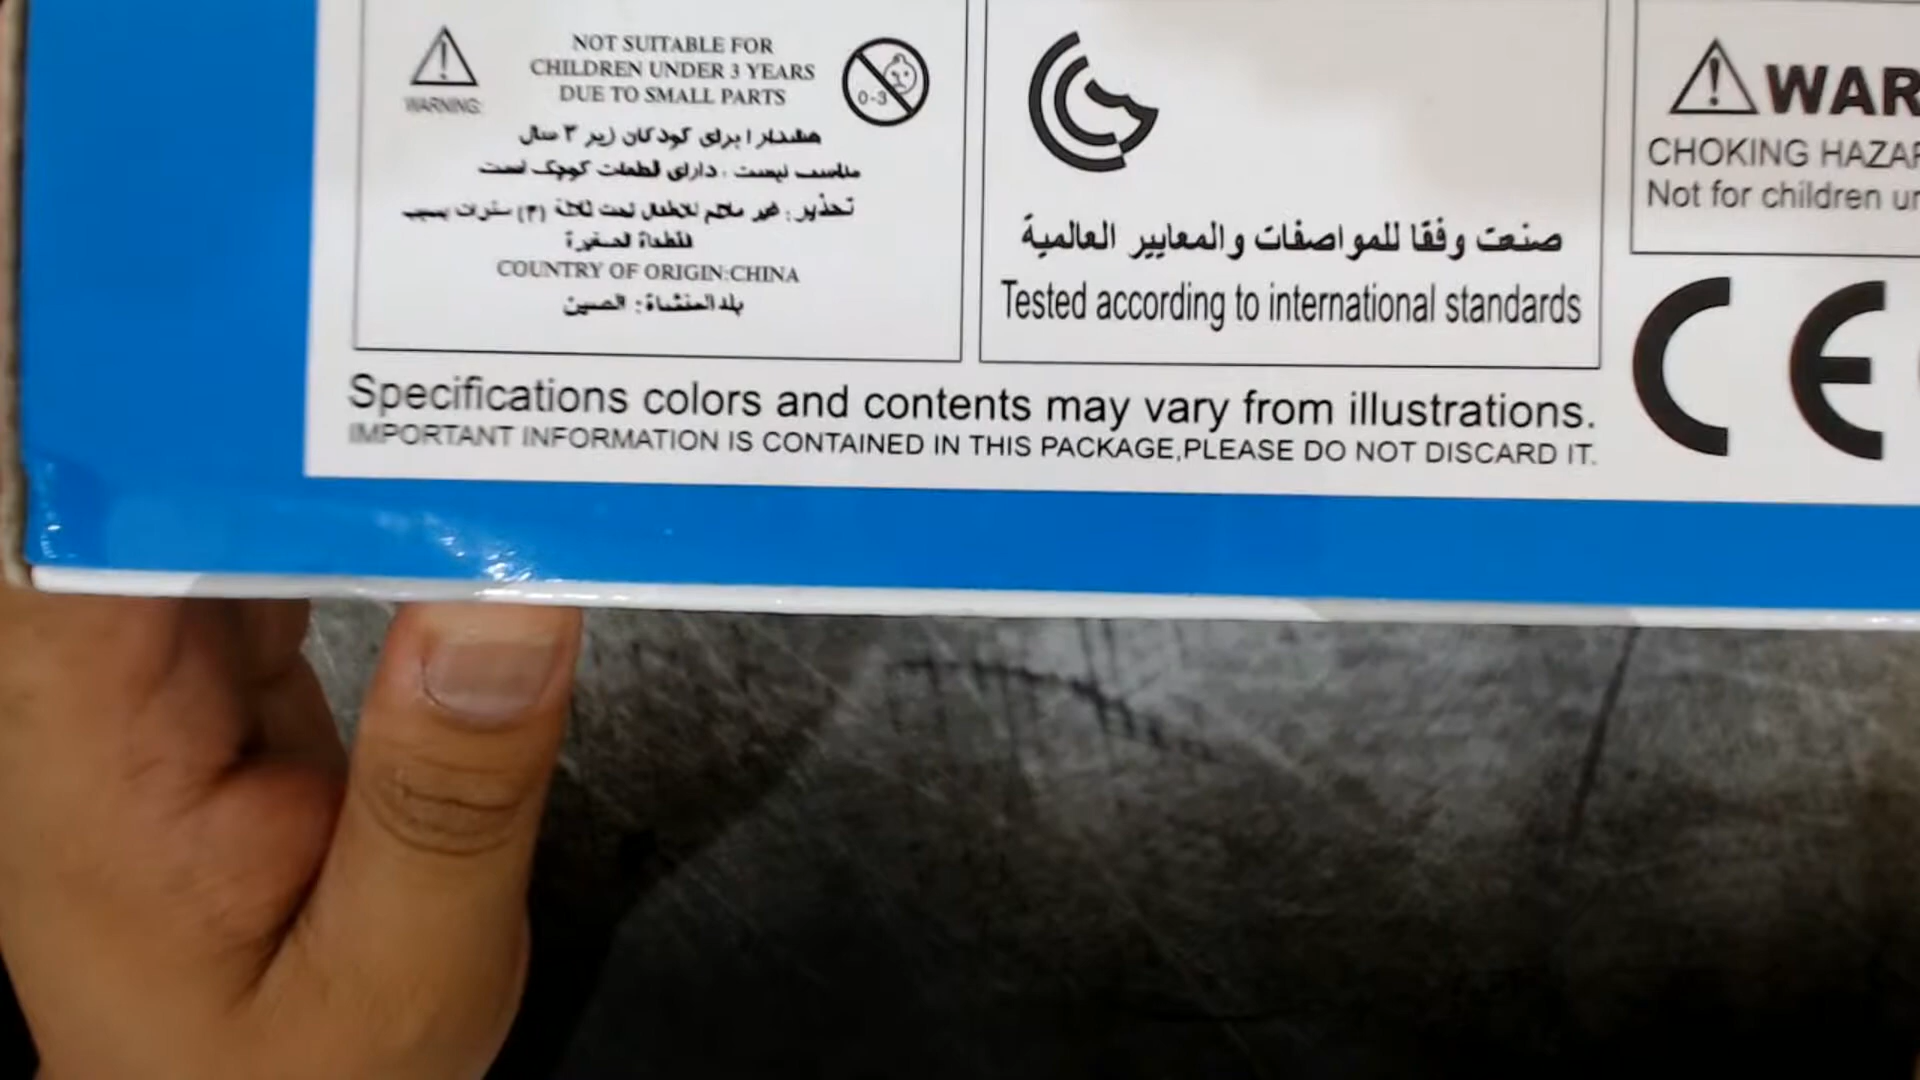 WARNING:
NOT SUITABLE FOR
CHILDREN UNDER 3 YEARS
DUE TO SMALL PARTS
0-3
هشدار ! برای کودکان زیر ۳ سال
مناسب نیست ، دارای قطعات کوچک است
تحذير : غير ملائم للاطفال تحت ثلاثة (٣) سنوات بسبب
COUNTRY OF ORIGIN:CHINA
بلد المنشاة: الصين
صنعت وفقا للمواصفات والمعايير العالمية
Tested according to international standards
WAR
CHOKING HAZAR
Not for children un
CE
Specifications colors and contents may vary from illustrations.
IMPORTANT INFORMATION IS CONTAINED IN THIS PACKAGE,PLEASE DO NOT DISCARD IT.